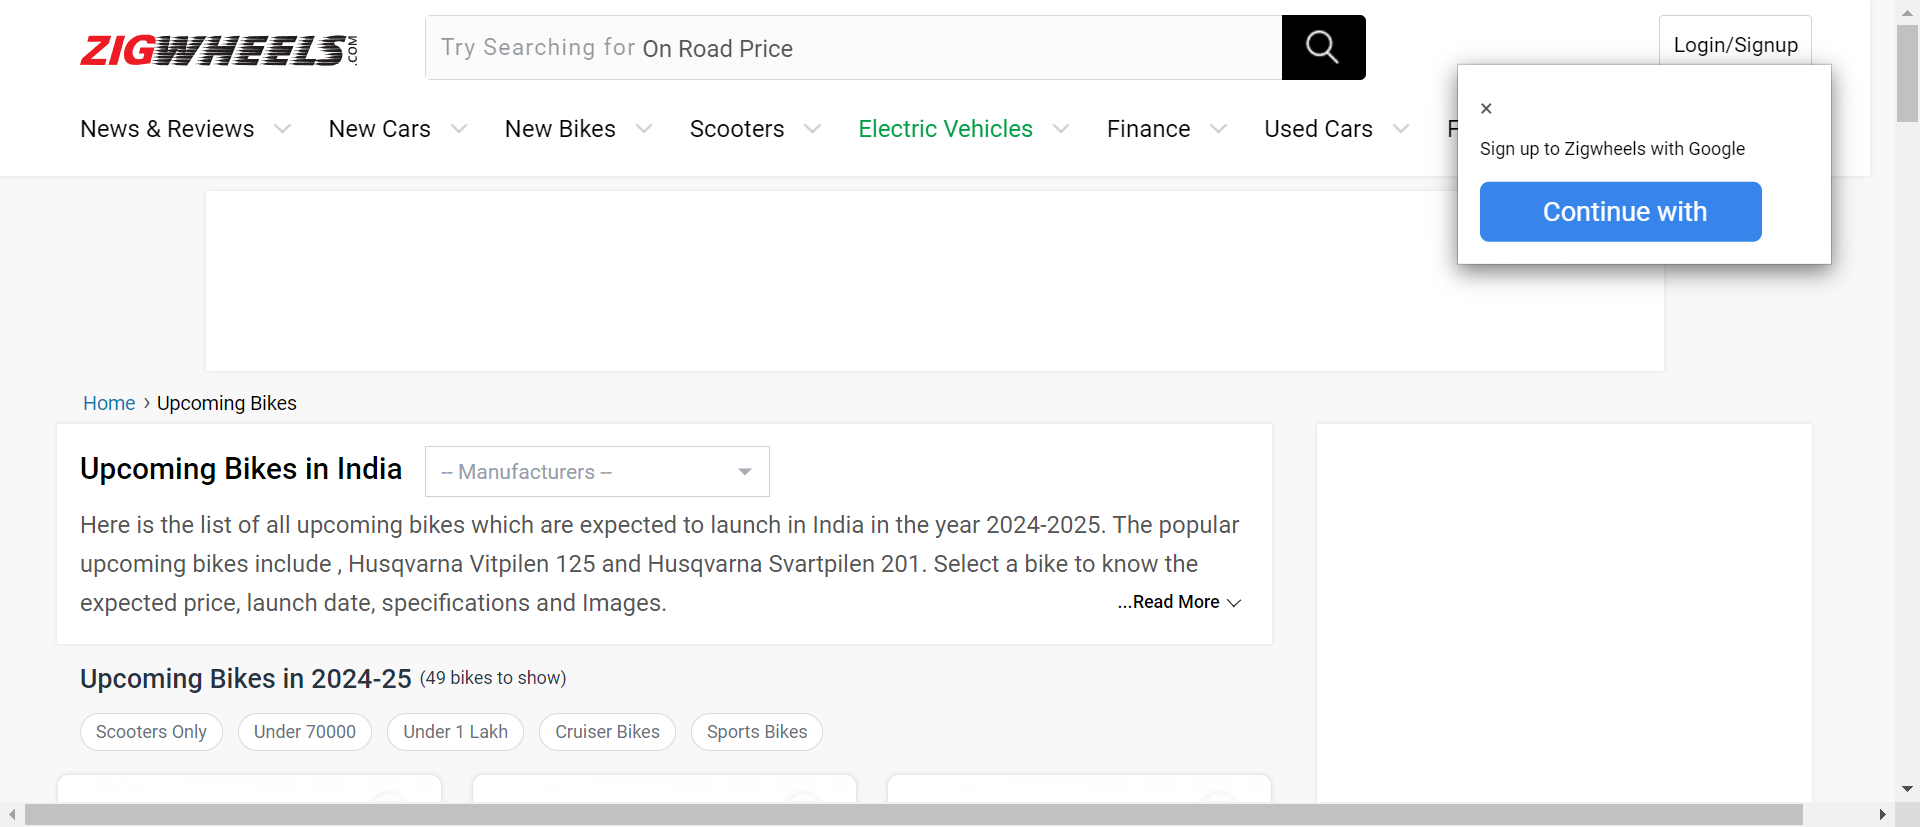 ZIGWHEELS.COM
Try Searching for On Road Price
Login/Signup
News & Reviews
New Cars
New Bikes
Scooters
Electric Vehicles
Finance
Used Cars
×
Sign up to Zigwheels with Google
Continue with
Home › Upcoming Bikes
Upcoming Bikes in India
-- Manufacturers --
Here is the list of all upcoming bikes which are expected to launch in India in the year 2024-2025. The popular
upcoming bikes include , Husqvarna Vitpilen 125 and Husqvarna Svartpilen 201. Select a bike to know the
expected price, launch date, specifications and Images.
...Read More
Upcoming Bikes in 2024-25 (49 bikes to show)
Scooters Only
Under 70000
Under 1 Lakh
Cruiser Bikes
Sports Bikes